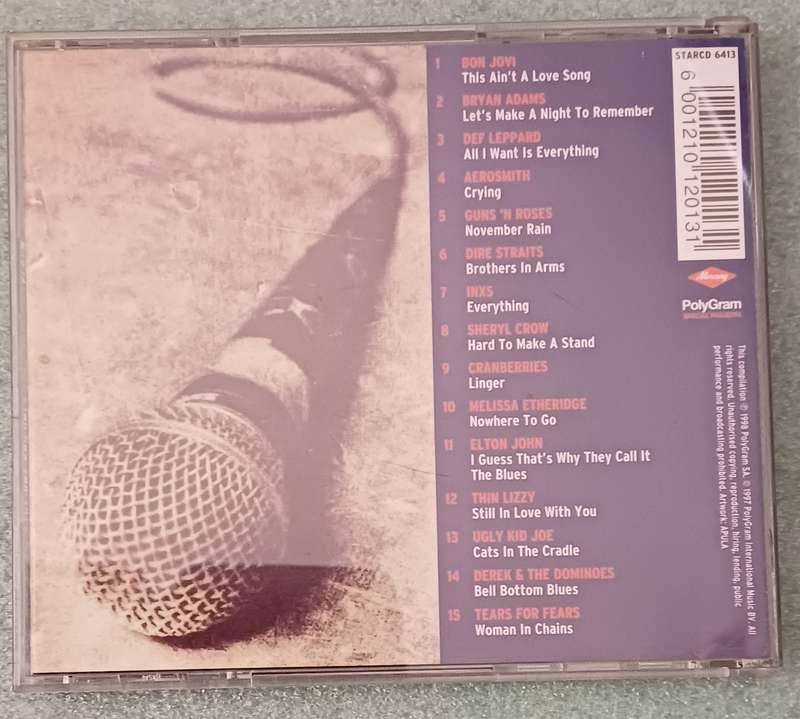 1 BON JOVI
This Ain't A Love Song
2 BRYAN ADAMS
Let's Make A Night To Remember
3 DEF LEPPARD
All I Want Is Everything
4 AEROSMITH
Crying
5 GUNS 'N ROSES
November Rain
6 DIRE STRAITS
Brothers In Arms
7 INXS
Everything
8 SHERYL CROW
Hard To Make A Stand
9 CRANBERRIES
Linger
10 MELISSA ETHERIDGE
Nowhere To Go
11 ELTON JOHN
I Guess That's Why They Call It
The Blues
12 THIN LIZZY
Still In Love With You
13 UGLY KID JOE
Cats In The Cradle
14 DEREK & THE DOMINOES
Bell Bottom Blues
15 TEARS FOR FEARS
Woman In Chains
STARCD 6413
6 001210 120131
Mercury
PolyGram
This compilation ℗ 1998 PolyGram SA. © 1997 PolyGram International Music BV. All
rights reserved. Unauthorised copying, reproduction, hiring, lending, public
performance and broadcasting prohibited. Artwork: APULA